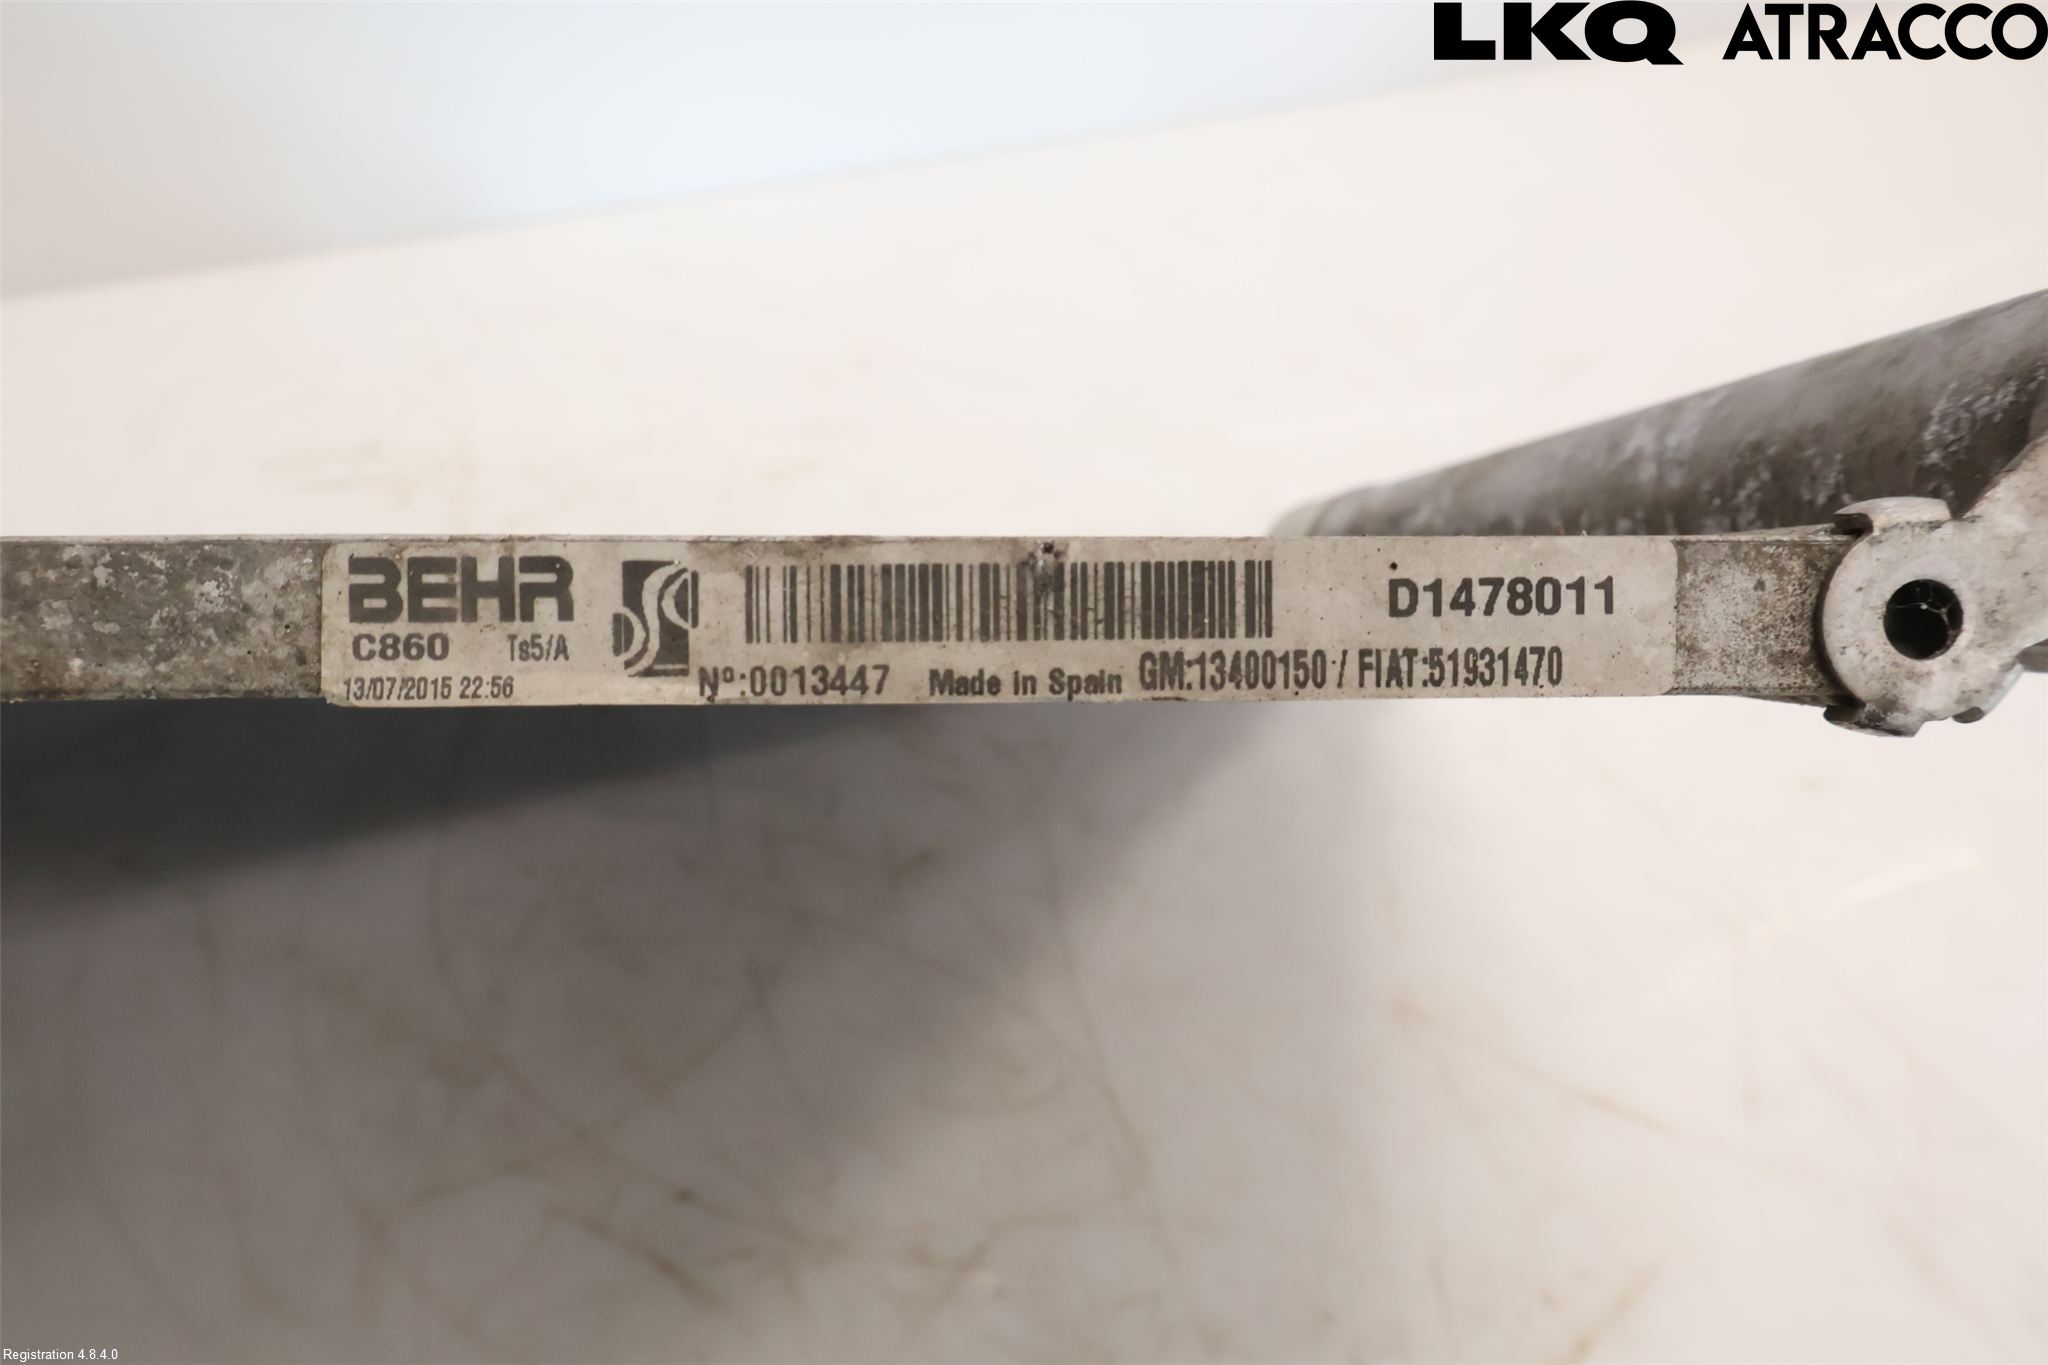 LKQ ATRACCO
BEHR
C860 Ts5/A
13/07/2015 22:56
D1478011
Nº:0013447 Made in Spain GM:13400150 / FIAT:51931470
Registration 4.8.4.0